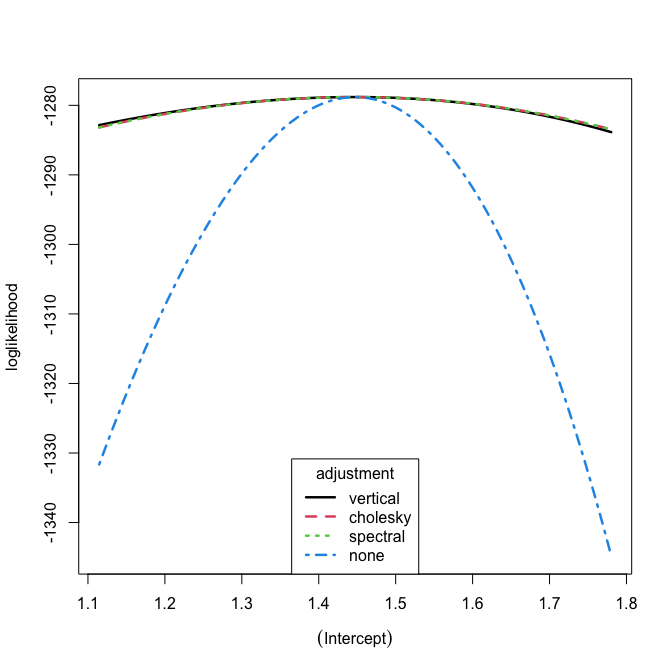 loglikelihood
-1280
-1290
-1300
-1310
-1320
-1330
-1340
adjustment
vertical
cholesky
spectral
none
1.1 1.2 1.3 1.4 1.5 1.6 1.7 1.8
(Intercept)